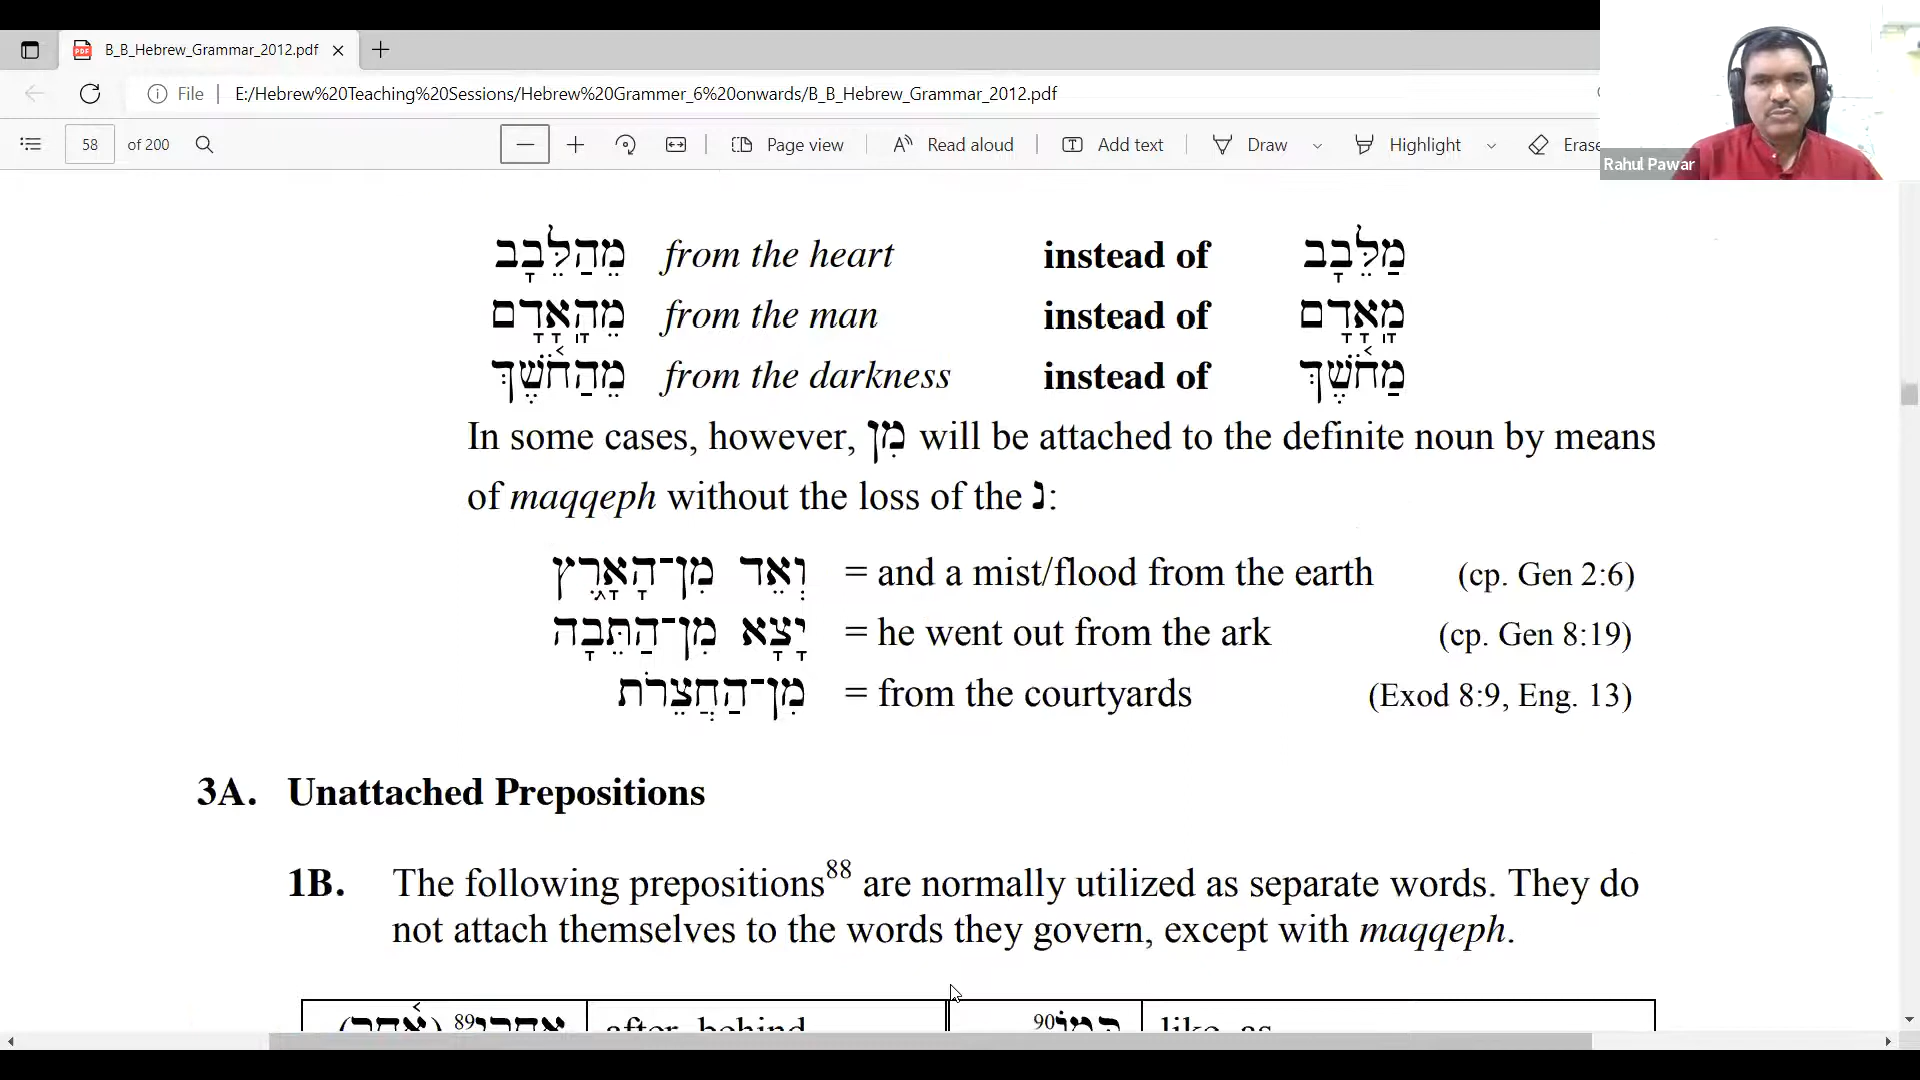 B_B_Hebrew_Grammar_2012.pdf
File | E:/Hebrew%20Teaching%20Sessions/Hebrew%20Grammer_6%20onwards/B_B_Hebrew_Grammar_2012.pdf
58 of 200 Page view Read aloud Add text Draw Highlight Erase
Rahul Pawar
מֵהַלֵּבָב from the heart instead of מַלֵּבָב
מֵהָאָדָם from the man instead of מָאָדָם
מֵהַחֹשֶׁךְ from the darkness instead of מַחֹשֶׁךְ
In some cases, however, מִן will be attached to the definite noun by means
of maqqeph without the loss of the נ:
וְאֵד מִן־הָאָרֶץ = and a mist/flood from the earth (cp. Gen 2:6)
יָצָא מִן־הַתֵּבָה = he went out from the ark (cp. Gen 8:19)
מִן־הַחֲצֵרֹת = from the courtyards (Exod 8:9, Eng. 13)
3A. Unattached Prepositions
1B. The following prepositions88 are normally utilized as separate words. They do
not attach themselves to the words they govern, except with maqqeph.
after, behind like, as